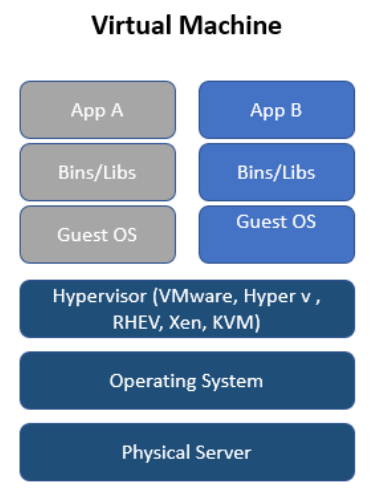 Virtual Machine
App A
App B
Bins/Libs
Bins/Libs
Guest OS
Guest OS
Hypervisor (VMware, Hyper v ,
RHEV, Xen, KVM)
Operating System
Physical Server